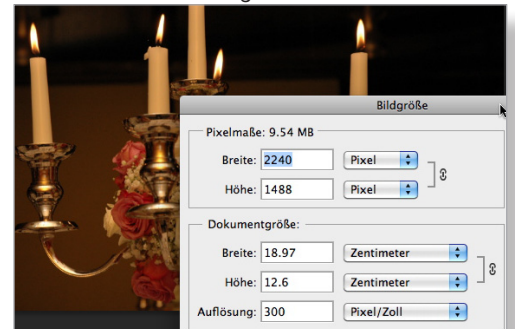 Bildgröße
Pixelmaße: 9.54 MB
Breite: 2240 Pixel
Höhe: 1488 Pixel
Dokumentgröße:
Breite: 18.97 Zentimeter
Höhe: 12.6 Zentimeter
Auflösung: 300 Pixel/Zoll